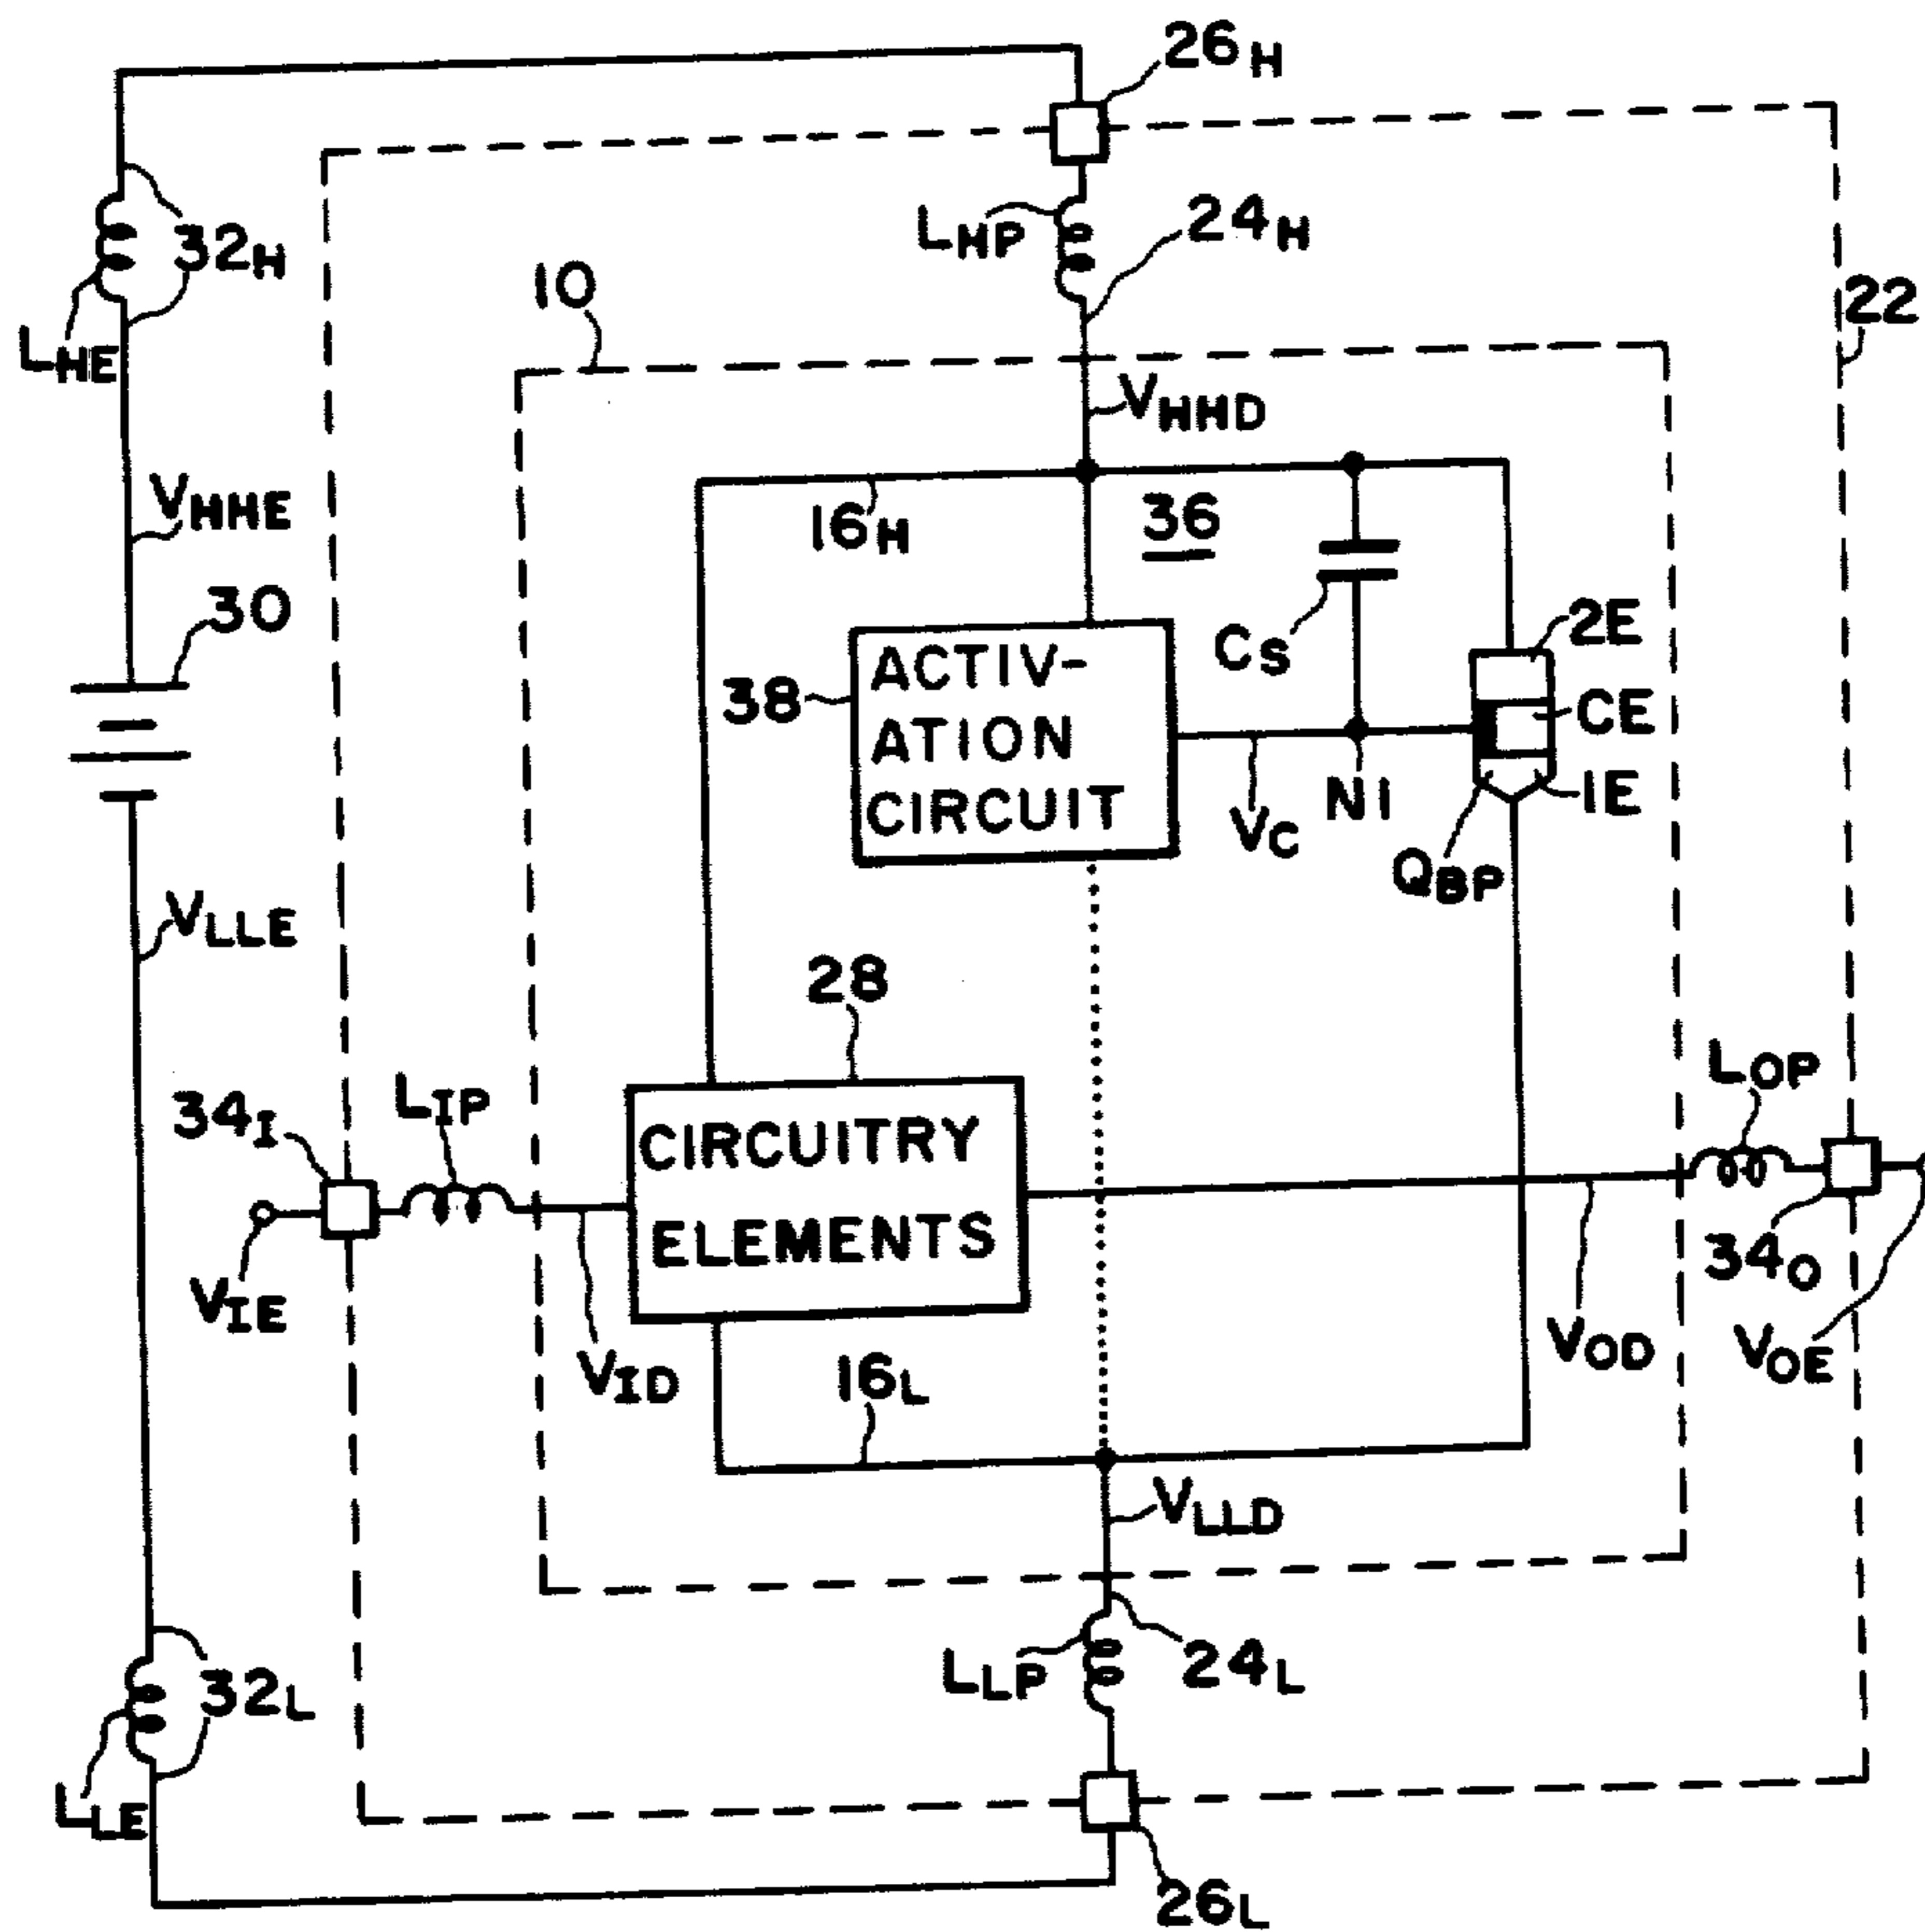 26H
LHP
24H
32H
10
22
LHE
VHHD
VHHE
16H
36
30
2E
CS
ACTIV-
ATION
CIRCUIT
38
CE
1E
N1
VC
QBP
VLLE
28
LOP
34I
LIP
CIRCUITRY
ELEMENTS
34O
VIE
VID
16L
VOD
VOE
VLLD
LLP
24L
32L
LLE
26L